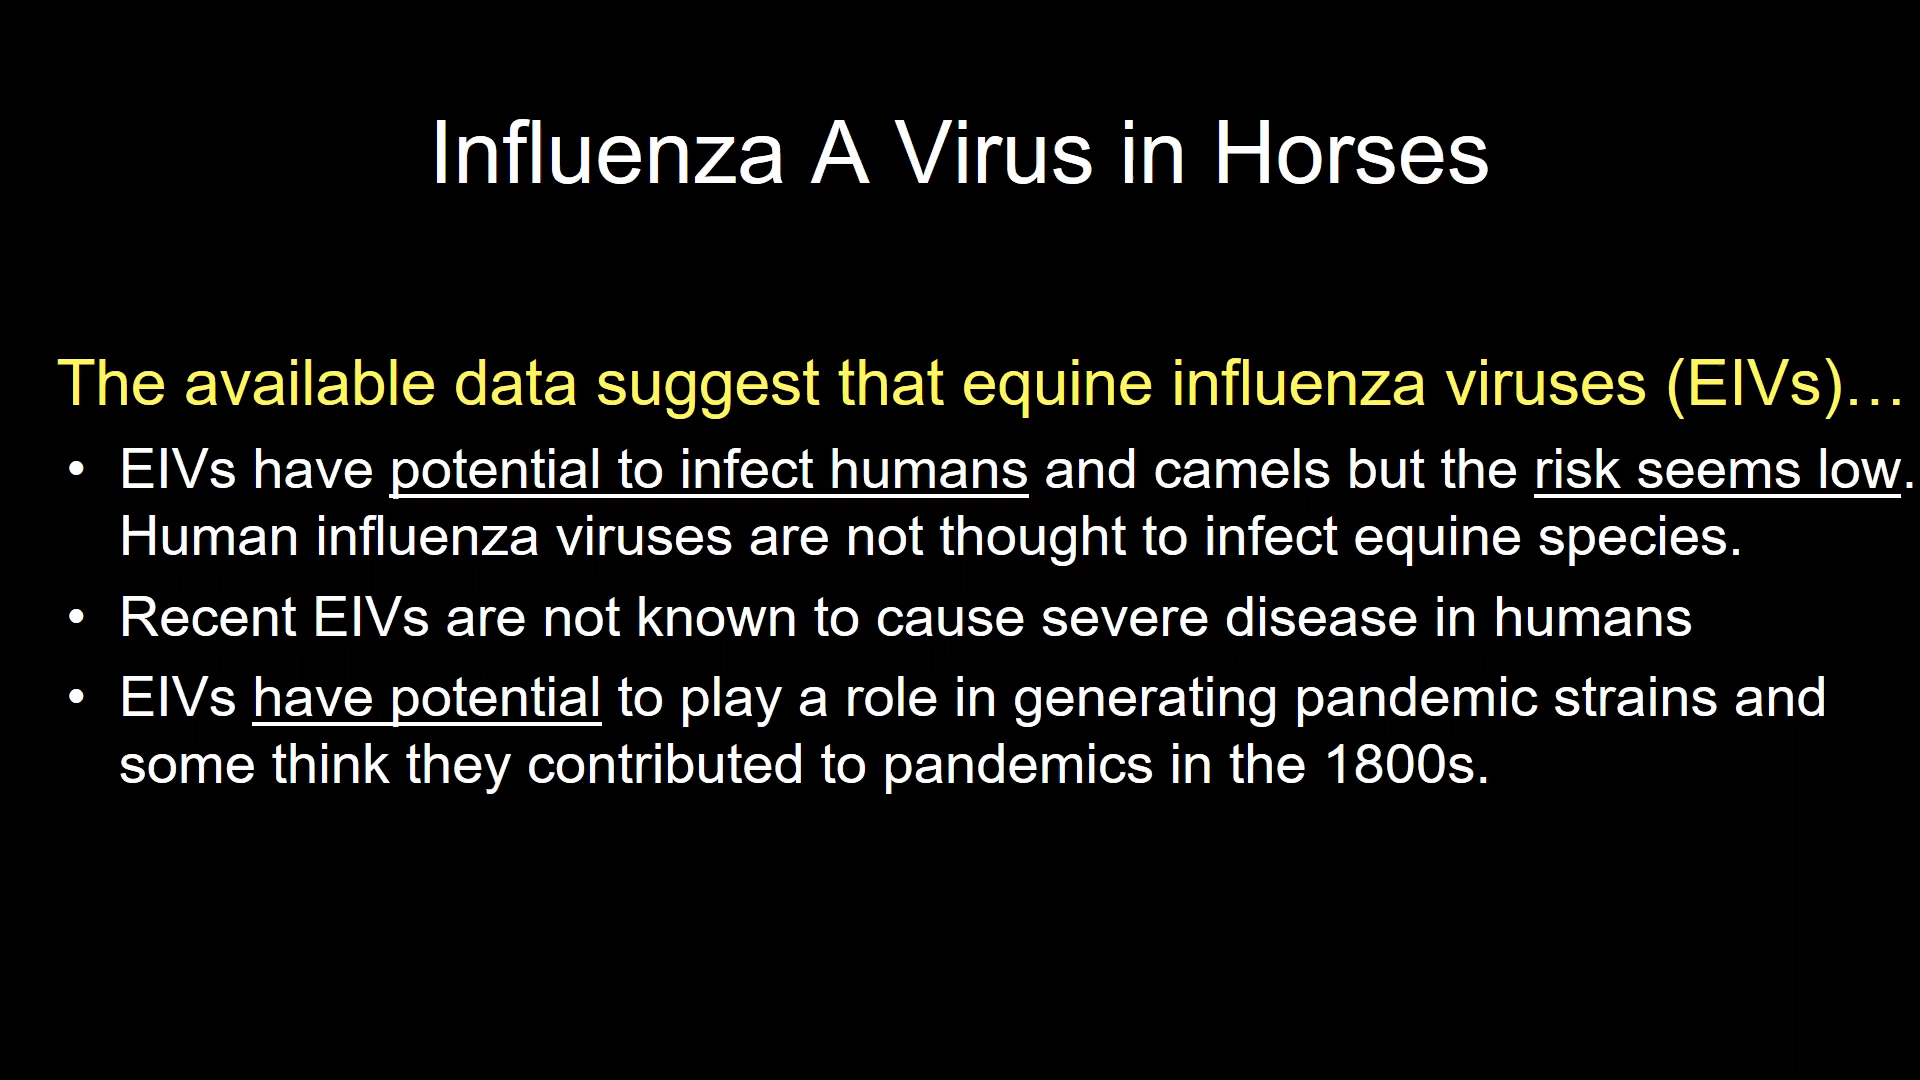 Influenza A Virus in Horses
The available data suggest that equine influenza viruses (EIVs)…
• EIVs have potential to infect humans and camels but the risk seems low.
Human influenza viruses are not thought to infect equine species.
• Recent EIVs are not known to cause severe disease in humans
• EIVs have potential to play a role in generating pandemic strains and
some think they contributed to pandemics in the 1800s.